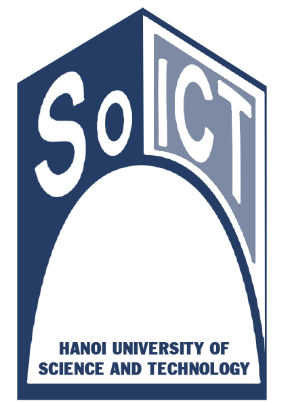 SoICT
HANOI UNIVERSITY OF
SCIENCE AND TECHNOLOGY